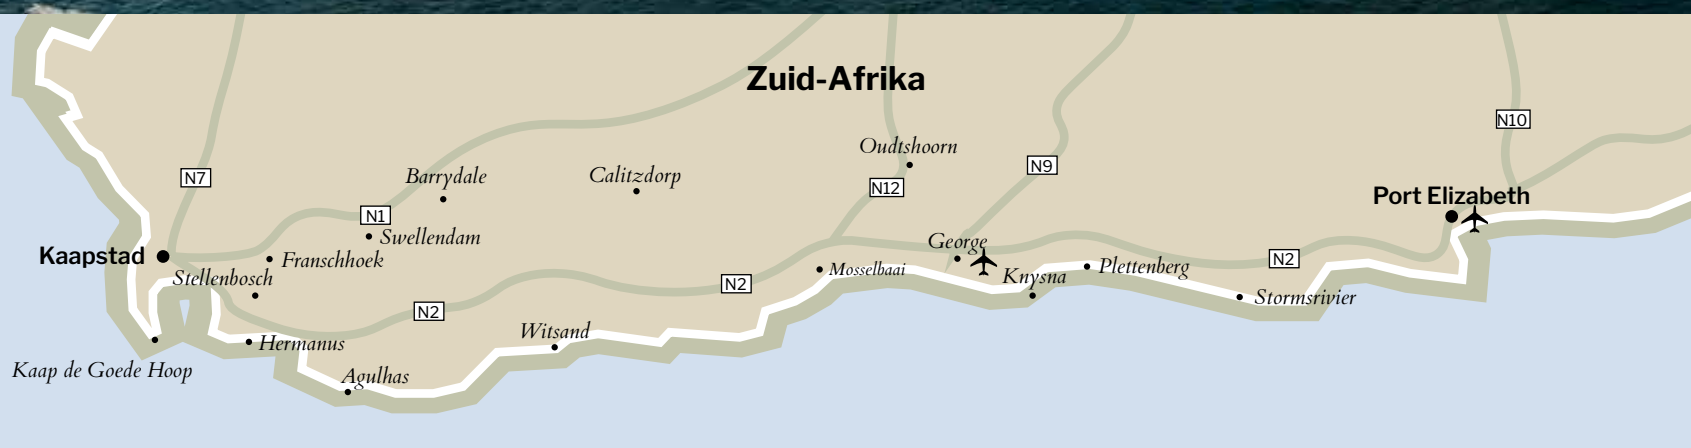 Zuid-Afrika
N10
Oudtshoorn
N9
Barrydale
Calitzdorp
N7
N12
Port Elizabeth
N1
Swellendam
George
Kaapstad
Franschhoek
N2
Stellenbosch
Mosselbaai
Plettenberg
Knysna
N2
Stormsrivier
N2
Witsand
Hermanus
Kaap de Goede Hoop
Agulhas